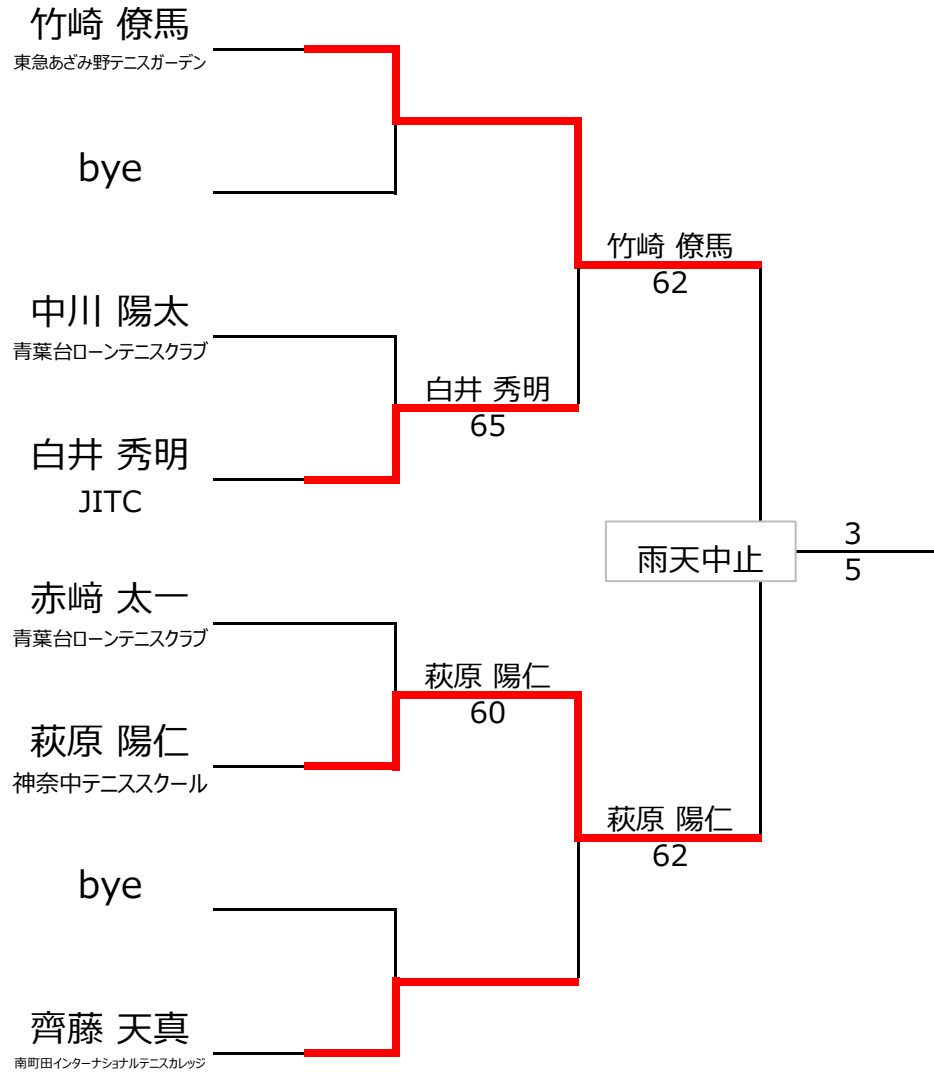 竹崎 僚馬
東急あざみ野テニスガーデン
bye
竹崎 僚馬
62
中川 陽太
青葉台ローンテニスクラブ
白井 秀明
65
白井 秀明
JITC
雨天中止
3
5
赤﨑 太一
青葉台ローンテニスクラブ
萩原 陽仁
60
萩原 陽仁
神奈中テニススクール
萩原 陽仁
62
bye
齊藤 天真
南町田インターナショナルテニスカレッジ